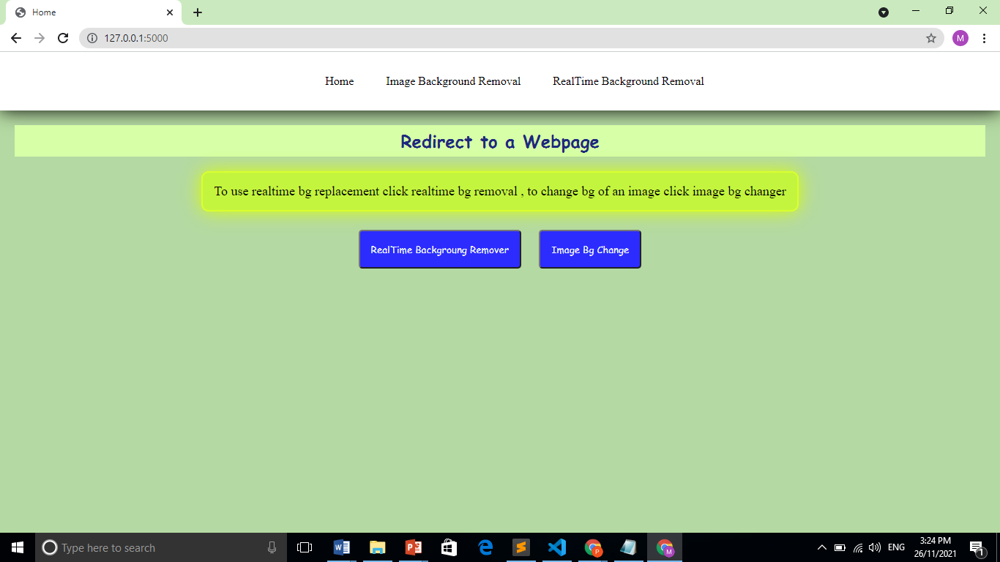 Home
127.0.0.1:5000
M
Home Image Background Removal RealTime Background Removal
Redirect to a Webpage
To use realtime bg replacement click realtime bg removal , to change bg of an image click image bg changer
RealTime Backgroung Remover Image Bg Change
Type here to search
ENG
3:24 PM
26/11/2021
1